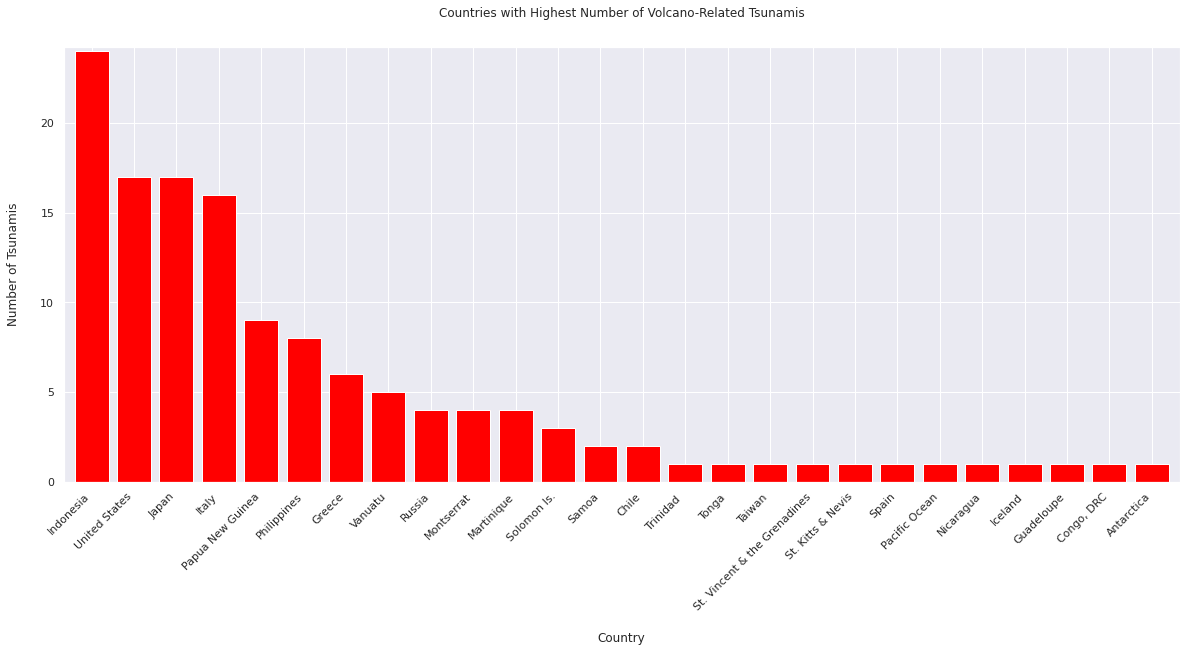 Countries with Highest Number of Volcano-Related Tsunamis
Number of Tsunamis
20
15
10
5
0
Indonesia
United States
Japan
Italy
Papua New Guinea
Philippines
Greece
Vanuatu
Russia
Montserrat
Martinique
Solomon Is.
Samoa
Chile
Trinidad
Tonga
Taiwan
St. Vincent & the Grenadines
St. Kitts & Nevis
Spain
Pacific Ocean
Nicaragua
Iceland
Guadeloupe
Congo, DRC
Antarctica
Country